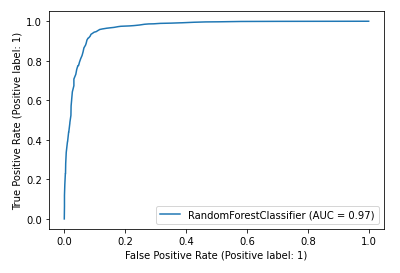 1.0
0.8
0.6
0.4
0.2
0.0
True Positive Rate (Positive label: 1)
RandomForestClassifier (AUC = 0.97)
0.0 0.2 0.4 0.6 0.8 1.0
False Positive Rate (Positive label: 1)